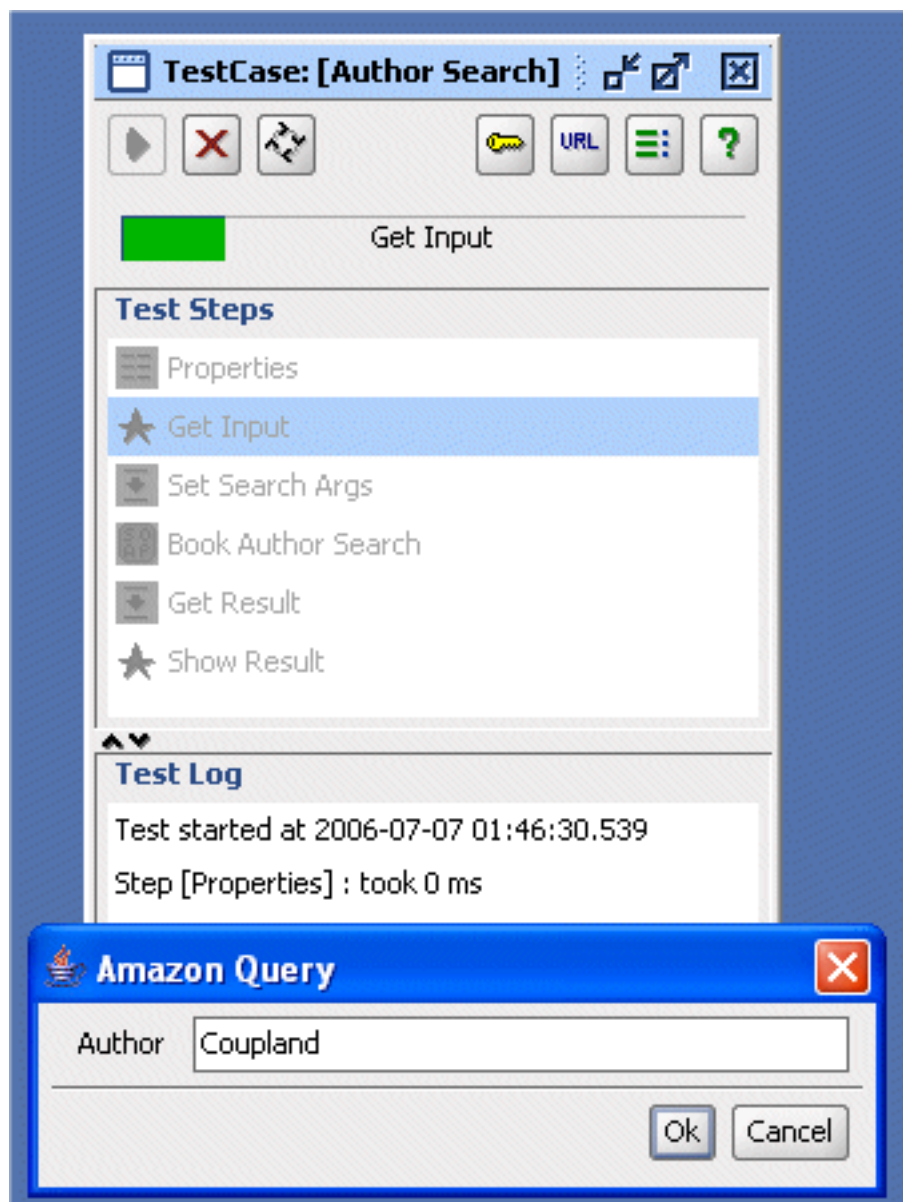 TestCase: [Author Search]
URL
?
Get Input
Test Steps
Properties
Get Input
Set Search Args
SOAP Book Author Search
Get Result
Show Result
Test Log
Test started at 2006-07-07 01:46:30.539
Step [Properties] : took 0 ms
Amazon Query
Author Coupland
Ok Cancel